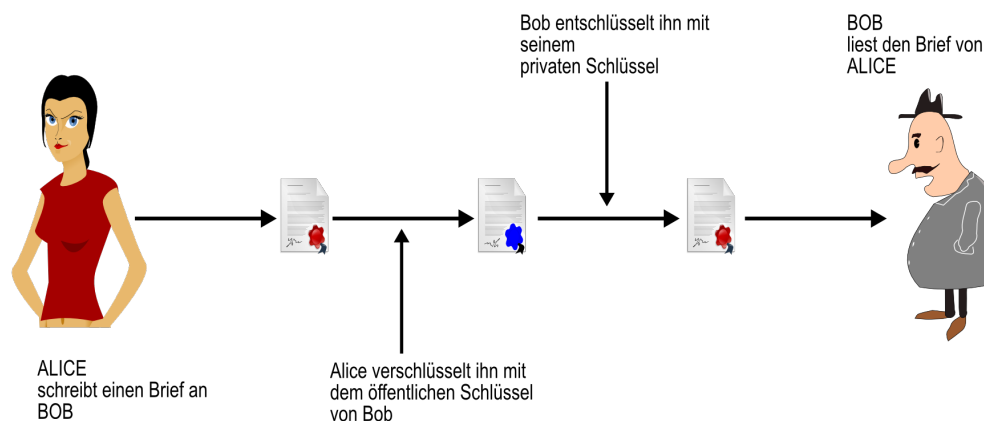 Bob entschlüsselt ihn mit
seinem
privaten Schlüssel
BOB
liest den Brief von
ALICE
ALICE
schreibt einen Brief an
BOB
Alice verschlüsselt ihn mit
dem öffentlichen Schlüssel
von Bob